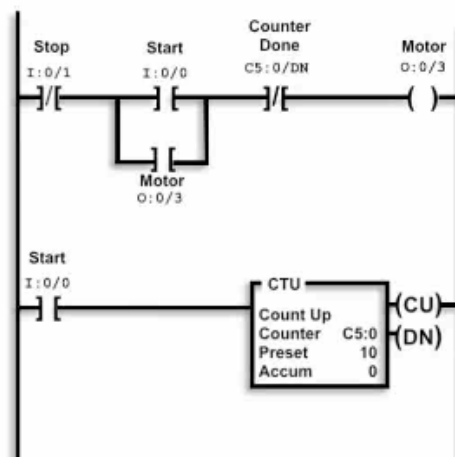 Stop
Start
Counter
Done
Motor
I:0/1
I:0/0
C5:0/DN
O:0/3
Motor
O:0/3
Start
I:0/0
CTU
Count Up
Counter C5:0
Preset 10
Accum 0
(CU)
(DN)